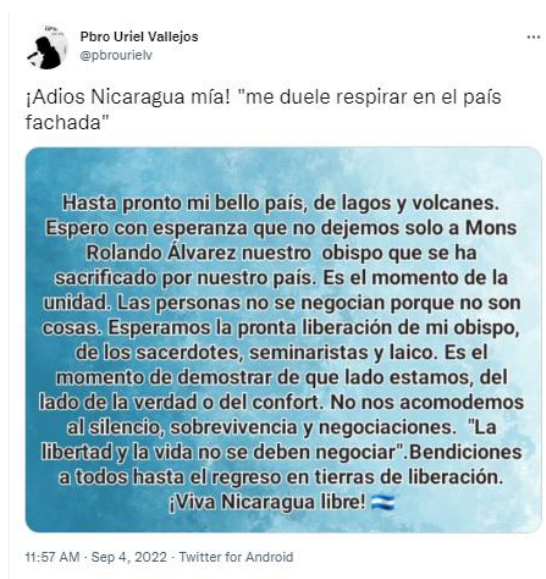 Pbro Uriel Vallejos
@pbrourielv
¡Adios Nicaragua mía! "me duele respirar en el país
fachada"
Hasta pronto mi bello país, de lagos y volcanes.
Espero con esperanza que no dejemos solo a Mons
Rolando Álvarez nuestro obispo que se ha
sacrificado por nuestro país. Es el momento de la
unidad. Las personas no se negocian porque no son
cosas. Esperamos la pronta liberación de mi obispo,
de los sacerdotes, seminaristas y laico. Es el
momento de demostrar de que lado estamos, del
lado de la verdad o del confort. No nos acomodemos
al silencio, sobrevivencia y negociaciones. "La
libertad y la vida no se deben negociar".Bendiciones
a todos hasta el regreso en tierras de liberación.
¡Viva Nicaragua libre! 🇳🇮
11:57 AM · Sep 4, 2022 · Twitter for Android